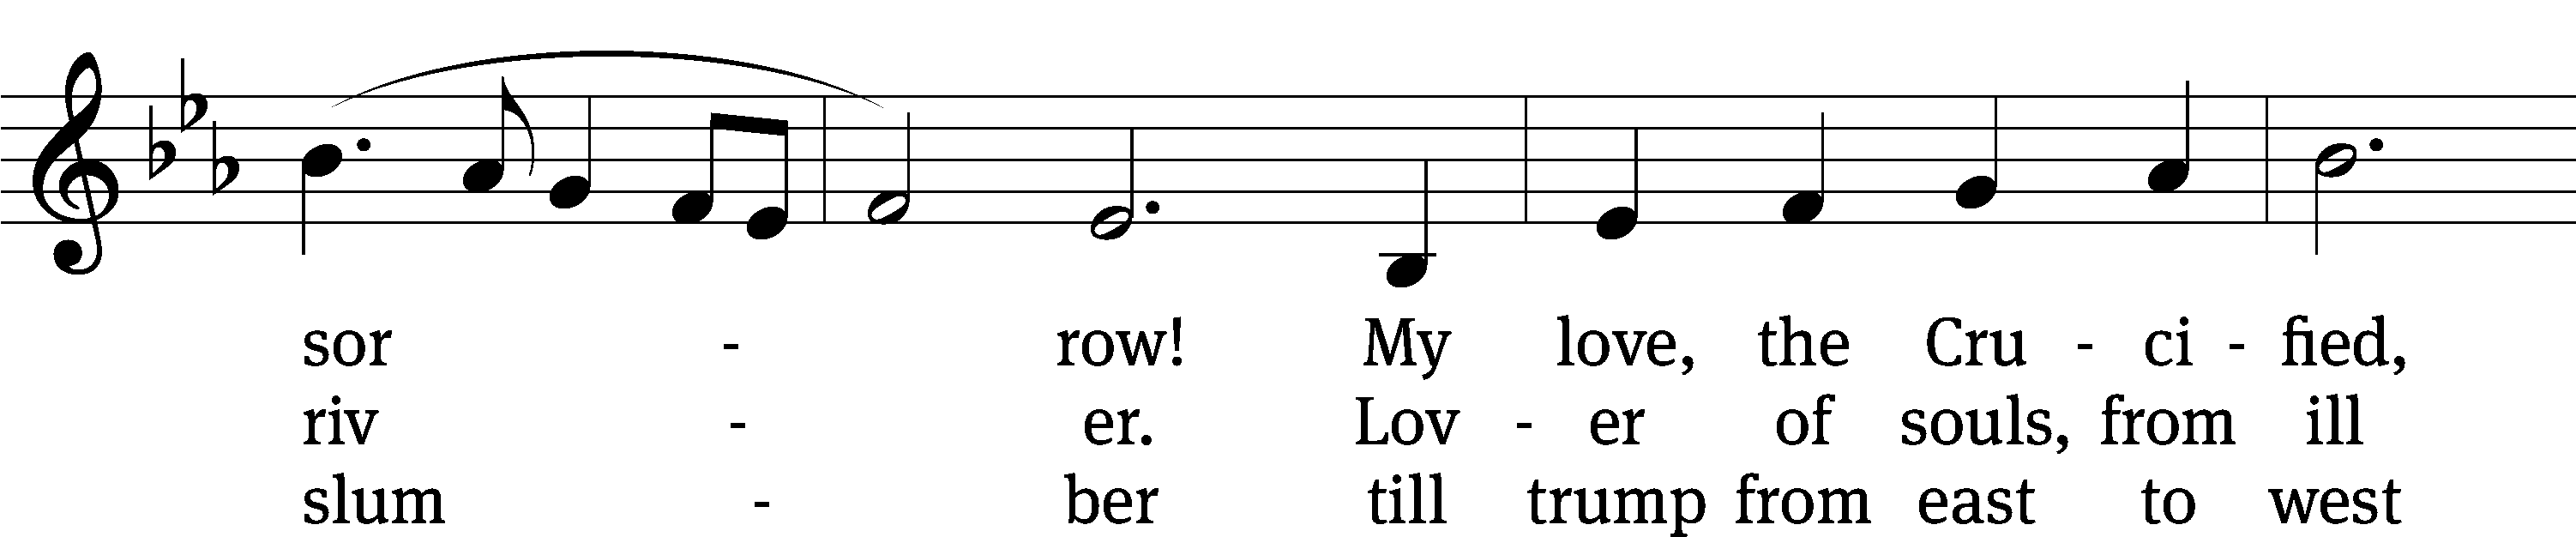 sor - row! My love, the Cru - ci - fied,
riv - er. Lov - er of souls, from ill
slum - ber till trump from east to west